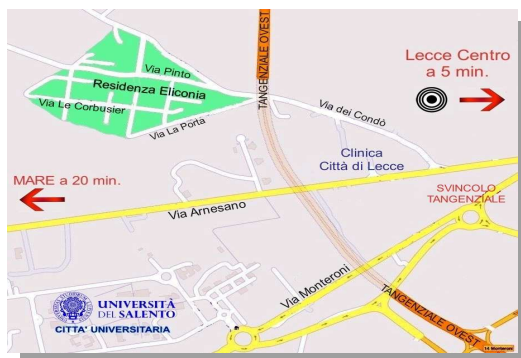 TANGENZIALE OVEST
Lecce Centro
a 5 min.
Via Pinto
Residenza Eliconia
Via Le Corbusier
Via La Porta
Via dei Condò
Clinica
Città di Lecce
MARE a 20 min.
SVINCOLO
TANGENZIALE
Via Arnesano
Via Monteroni
UNIVERSITÀ
DEL SALENTO
CITTA' UNIVERSITARIA
TANGENZIALE OVEST
14 Monteroni